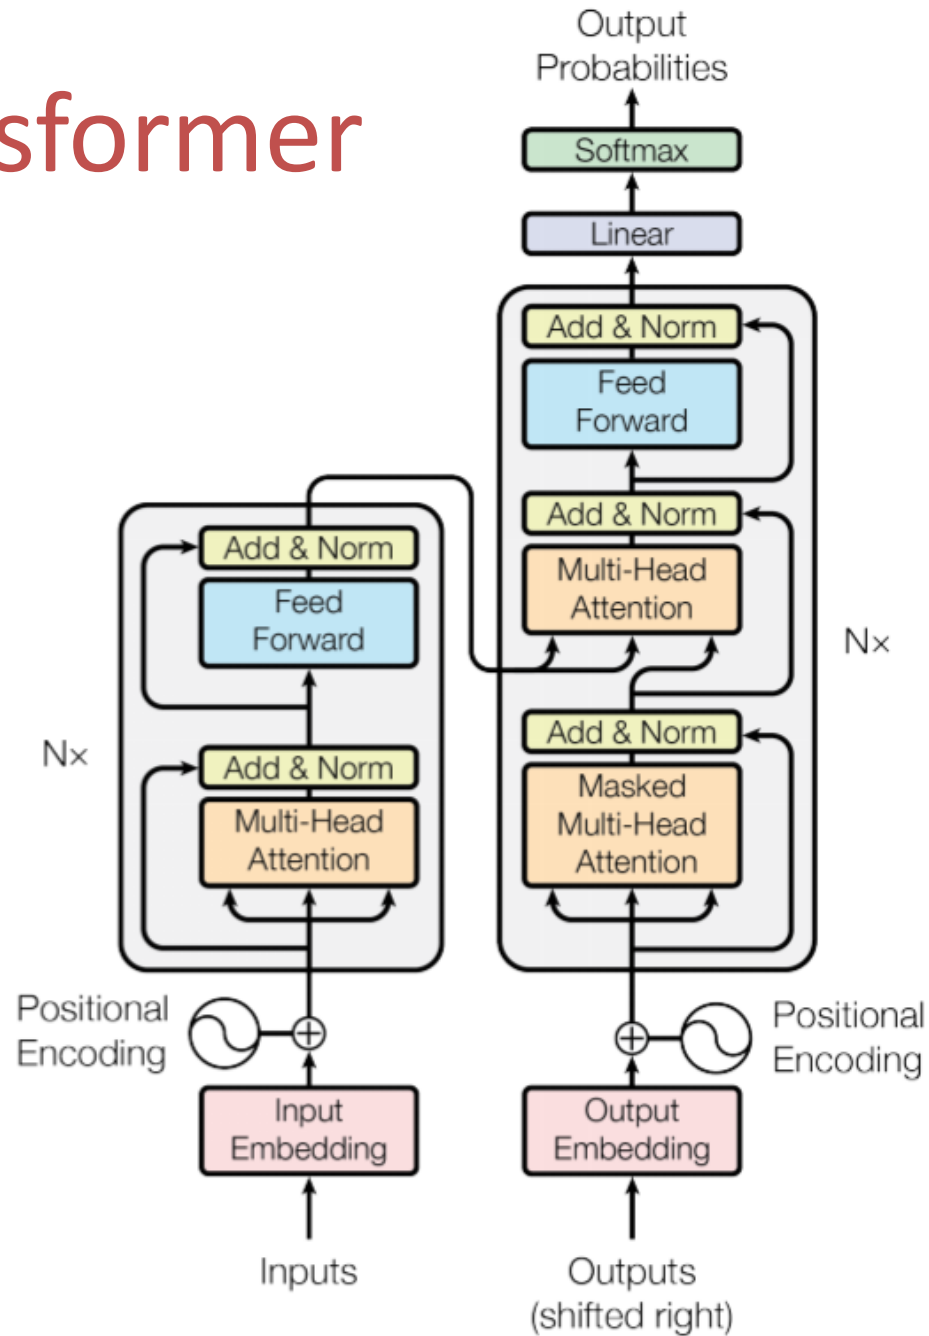 sformer
Output
Probabilities
Softmax
Linear
Add & Norm
Feed
Forward
Add & Norm
Multi-Head
Attention
Add & Norm
Masked
Multi-Head
Attention
N×
Positional
Encoding
Output
Embedding
Outputs
(shifted right)
Add & Norm
Feed
Forward
Add & Norm
Multi-Head
Attention
N×
Positional
Encoding
Input
Embedding
Inputs